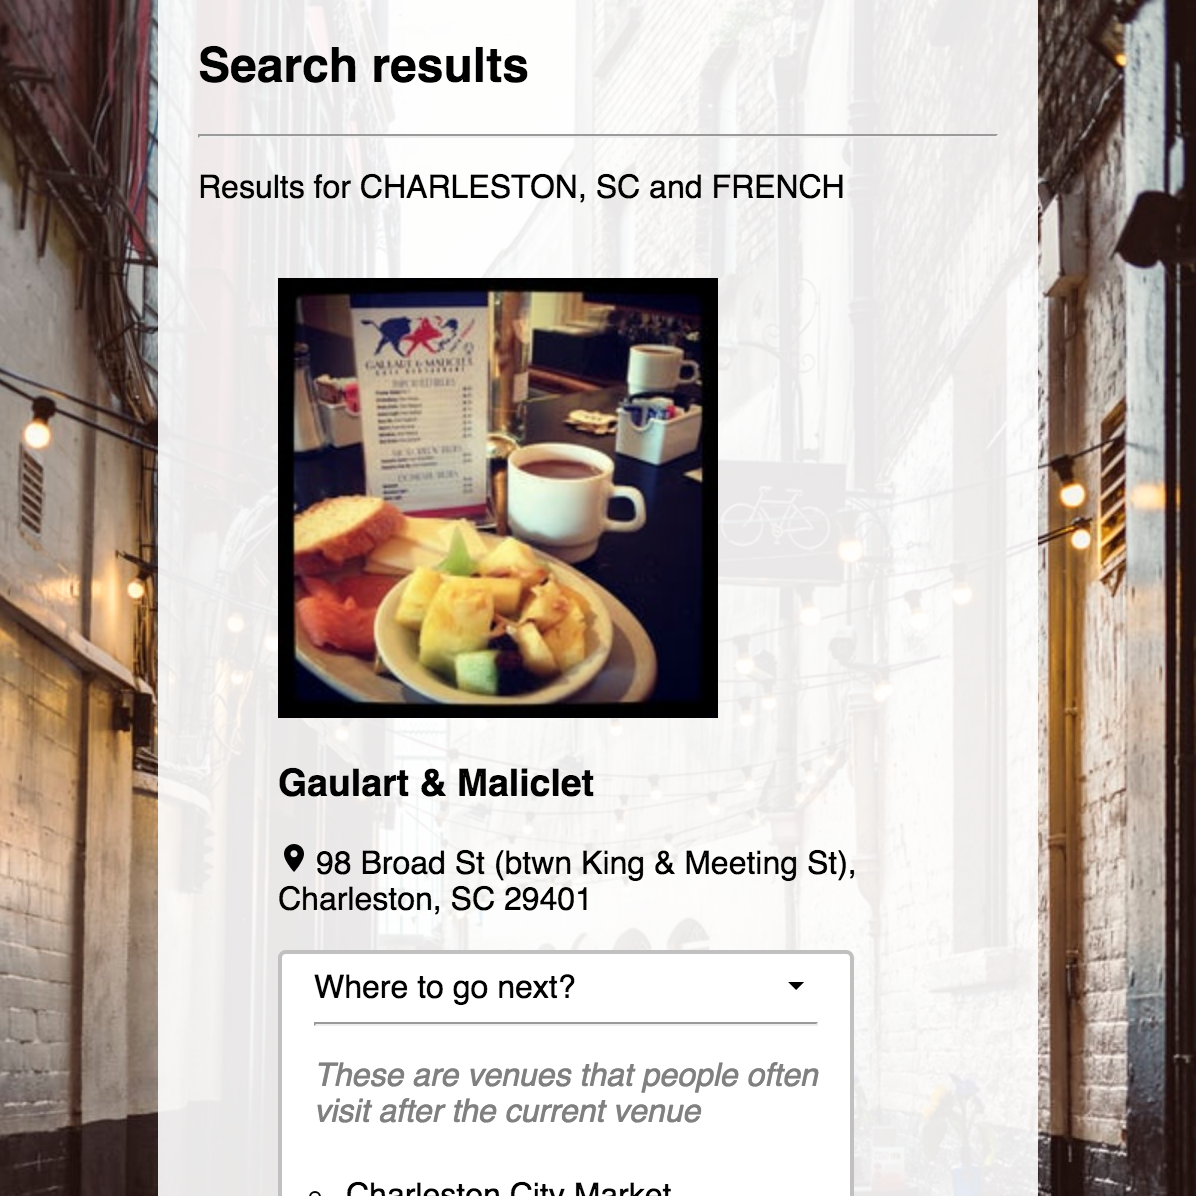 Search results
Results for CHARLESTON, SC and FRENCH
GAULART & MALICLET
Gaulart & Maliclet
98 Broad St (btwn King & Meeting St),
Charleston, SC 29401
Where to go next?
These are venues that people often
visit after the current venue
Charleston City Market